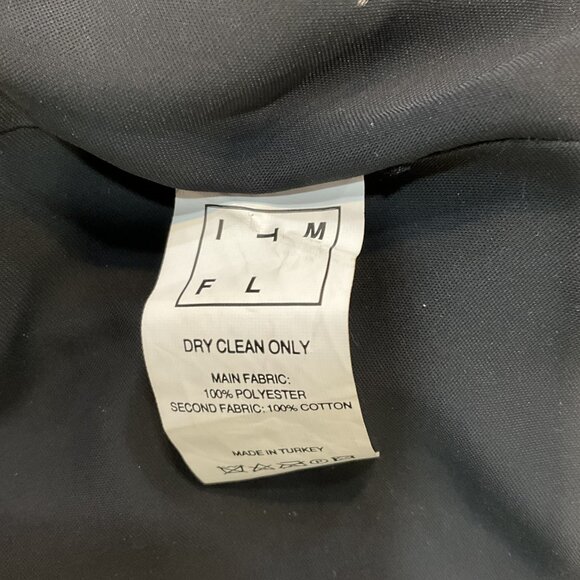 I T M
F L
DRY CLEAN ONLY
MAIN FABRIC:
100% POLYESTER
SECOND FABRIC: 100% COTTON
MADE IN TURKEY